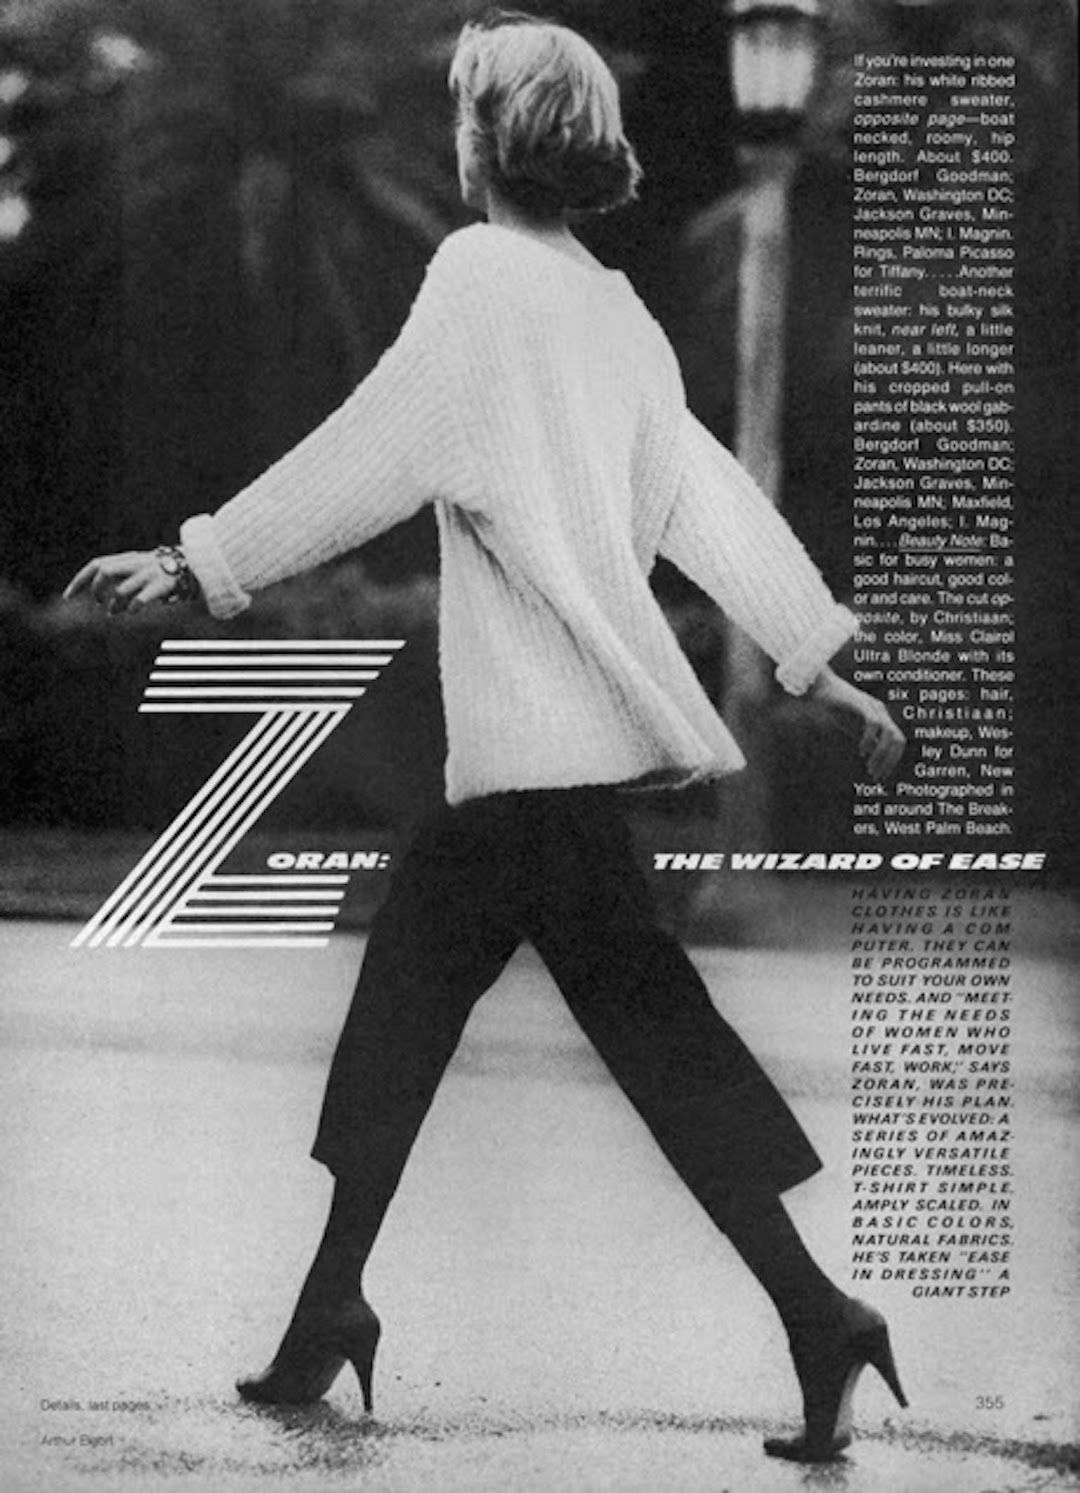 If you're investing in one
Zoran: his white ribbed
cashmere sweater,
opposite page—boat
necked, roomy, hip
length. About $400.
Bergdorf Goodman;
Zoran, Washington DC;
Jackson Graves, Min-
neapolis MN; I. Magnin.
Rings, Paloma Picasso
for Tiffany.....Another
terrific boat-neck
sweater: his bulky silk
knit, near left, a little
leaner, a little longer
(about $400). Here with
his cropped pull-on
pants of black wool gab-
ardine (about $350).
Bergdorf Goodman;
Zoran, Washington DC;
Jackson Graves, Min-
neapolis MN; Maxfield,
Los Angeles; I. Mag-
nin....Beauty Note: Ba-
sic for busy women: a
good haircut, good col-
or and care. The cut op-
posite, by Christiaan;
the color, Miss Clairol
Ultra Blonde with its
own conditioner. These
six pages: hair,
Christiaan;
makeup, Wes-
ley Dunn for
Garren, New
York. Photographed in
and around The Break-
ers, West Palm Beach.
ZORAN: THE WIZARD OF EASE
HAVING ZORAN
CLOTHES IS LIKE
HAVING A COM
PUTER. THEY CAN
BE PROGRAMMED
TO SUIT YOUR OWN
NEEDS. AND "MEET-
ING THE NEEDS
OF WOMEN WHO
LIVE FAST, MOVE
FAST, WORK," SAYS
ZORAN, WAS PRE-
CISELY HIS PLAN.
WHAT'S EVOLVED: A
SERIES OF AMAZ-
INGLY VERSATILE
PIECES. TIMELESS.
T-SHIRT SIMPLE,
AMPLY SCALED. IN
BASIC COLORS,
NATURAL FABRICS.
HE'S TAKEN "EASE
IN DRESSING" A
GIANT STEP
Details, last pages
355
Arthur Elgort